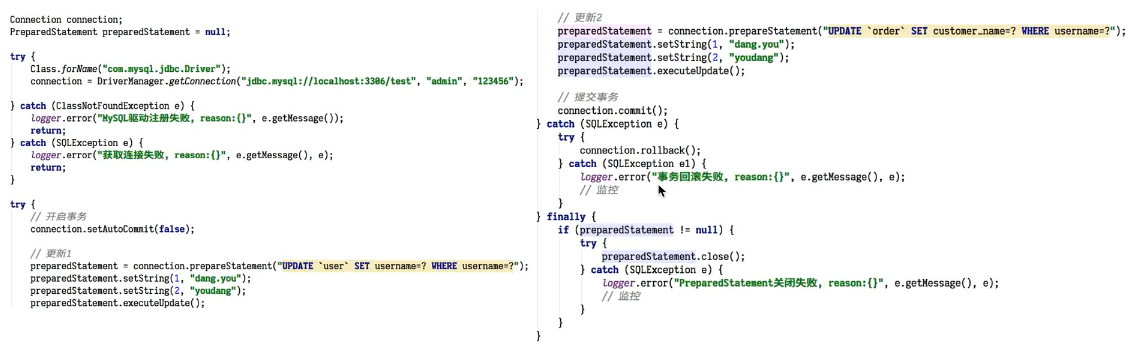 Connection connection;
PreparedStatement preparedStatement = null;
try {
Class.forName("com.mysql.jdbc.Driver");
connection = DriverManager.getConnection("jdbc:mysql://localhost:3306/test", "admin", "123456");
} catch (ClassNotFoundException e) {
logger.error("MySQL驱动注册失败, reason:{}", e.getMessage());
return;
} catch (SQLException e) {
logger.error("获取连接失败, reason:{}", e.getMessage(), e);
return;
}
try {
// 开启事务
connection.setAutoCommit(false);
// 更新1
preparedStatement = connection.prepareStatement("UPDATE `user` SET username=? WHERE username=?");
preparedStatement.setString(1, "dang.you");
preparedStatement.setString(2, "youdang");
preparedStatement.executeUpdate();
// 更新2
preparedStatement = connection.prepareStatement("UPDATE `order` SET customer_name=? WHERE username=?");
preparedStatement.setString(1, "dang.you");
preparedStatement.setString(2, "youdang");
preparedStatement.executeUpdate();
// 提交事务
connection.commit();
} catch (SQLException e) {
try {
connection.rollback();
} catch (SQLException e1) {
logger.error("事务回滚失败, reason:{}", e.getMessage(), e);
// 监控
}
} finally {
if (preparedStatement != null) {
try {
preparedStatement.close();
} catch (SQLException e) {
logger.error("PreparedStatement关闭失败, reason:{}", e.getMessage(), e);
// 监控
}
}
}